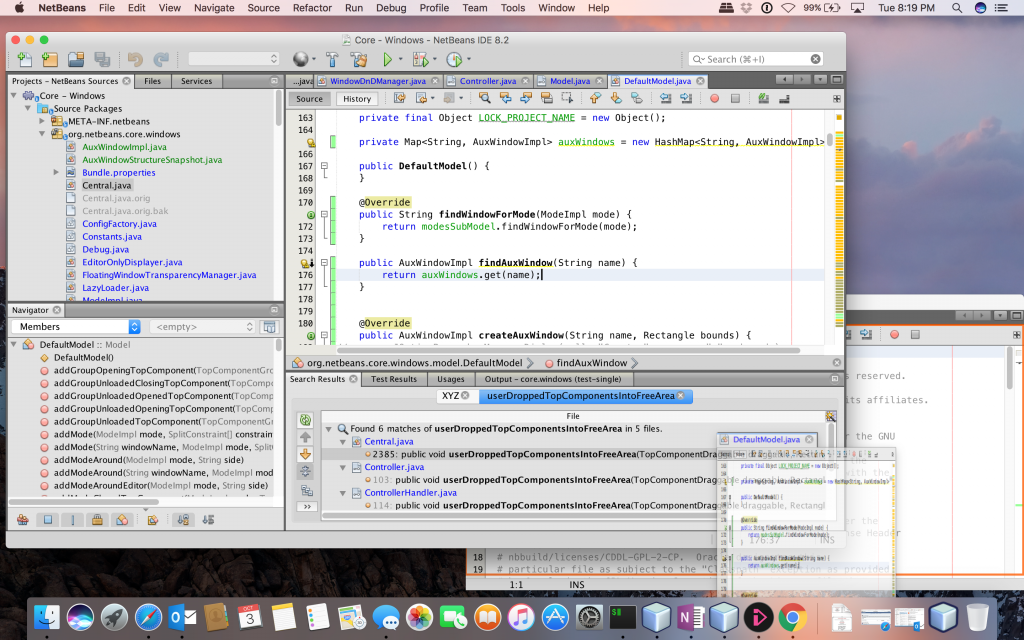 NetBeans File Edit View Navigate Source Refactor Run Debug Profile Team Tools Window Help 99% Tue 8:19 PM
Core - Windows - NetBeans IDE 8.2
Search (⌘+I)
Projects - NetBeans Sources Files Services
Core - Windows
Source Packages
META-INF.netbeans
org.netbeans.core.windows
AuxWindowImpl.java
AuxWindowStructureSnapshot.java
Bundle.properties
Central.java
Central.java.orig
Central.java.orig.bak
ConfigFactory.java
Constants.java
Debug.java
EditorOnlyDisplayer.java
FloatingWindowTransparencyManager.java
LazyLoader.java
ModeImpl.java
Navigator
Members <empty>
DefaultModel :: Model
DefaultModel()
addGroupOpeningTopComponent(TopComponentGro
addGroupUnloadedClosingTopComponent(TopCompo
addGroupUnloadedOpenedTopComponent(TopComp
addGroupUnloadedOpeningTopComponent(TopComp
addGroupUnloadedTopComponent(TopComponentGr
addMode(ModeImpl mode, SplitConstraint[] constrain
addMode(String windowName, ModeImpl mode, Split
addModeAround(ModeImpl mode, String side)
addModeAround(String windowName, ModeImpl mod
addModeAroundEditor(ModeImpl mode, String side)
...java WindowDnDManager.java Controller.java Model.java DefaultModel.java
Source History
163 private final Object LOCK_PROJECT_NAME = new Object();
164
private Map<String, AuxWindowImpl> auxWindows = new HashMap<String, AuxWindowImpl>
166
167 public DefaultModel() {
168 }
169
170 @Override
public String findWindowForMode(ModeImpl mode) {
172 return modesSubModel.findWindowForMode(mode);
173 }
174
public AuxWindowImpl findAuxWindow(String name) {
176 return auxWindows.get(name);
177 }
178
179
180 @Override
public AuxWindowImpl createAuxWindow(String name, Rectangle bounds) {
org.netbeans.core.windows.model.DefaultModel findAuxWindow
Search Results Test Results Usages Output - core.windows (test-single)
XYZ userDroppedTopComponentsIntoFreeArea
File
Found 6 matches of userDroppedTopComponentsIntoFreeArea in 5 files.
Central.java
2385: public void userDroppedTopComponentsIntoFreeArea(TopComponentDragg
Controller.java
103: public void userDroppedTopComponentsIntoFreeArea(TopComponentDraggable
ControllerHandler.java
114: public void userDroppedTopComponentsIntoFreeArea(TopComponentDraggable draggable, Rectangl
176:37 INS
DefaultModel.java
s reserved.
its affiliates.
r the GNU
with the
r the
se Header
18 # nbbuild/licenses/CDDL-GPL-2-CP. Orac
19 # particular file as subject to the "Cl
as provided
1:1 INS
OCT
3